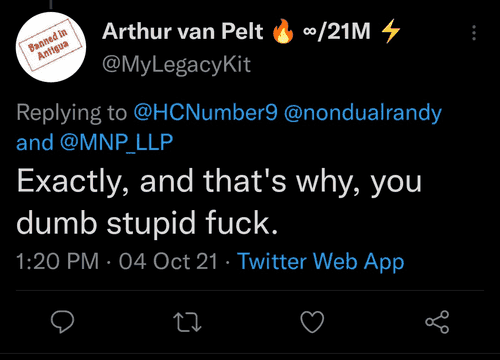 Banned in
Antigua
Arthur van Pelt 🔥 ∞/21M ⚡
@MyLegacyKit
Replying to @HCNumber9 @nondualrandy
and @MNP_LLP
Exactly, and that's why, you
dumb stupid fuck.
1:20 PM · 04 Oct 21 · Twitter Web App